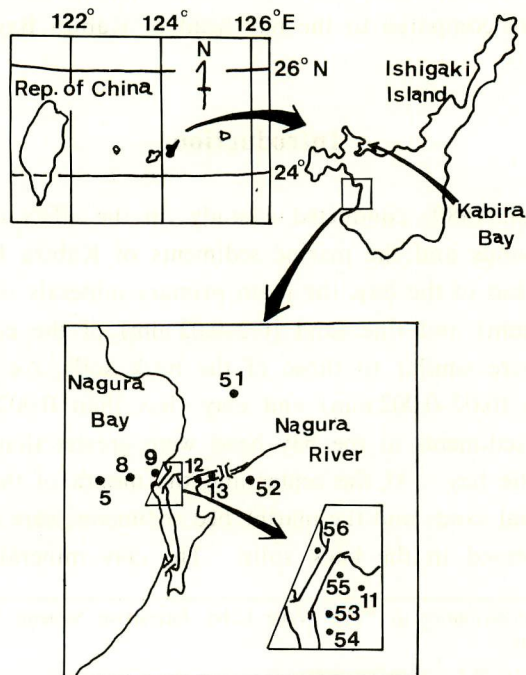 122° 124° 126°E
N
26°N
Rep. of China
24°
Ishigaki
Island
Kabira
Bay
Nagura
Bay
51
Nagura
River
9 12
8
5 13 52
56
55 11
53
54